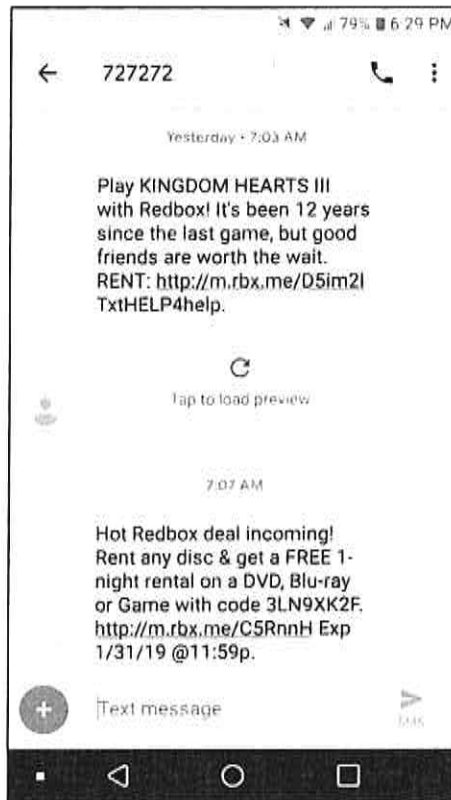 79% 6:29 PM
727272
Yesterday • 7:03 AM
Play KINGDOM HEARTS III
with Redbox! It's been 12 years
since the last game, but good
friends are worth the wait.
RENT: http://m.rbx.me/D5im2I
TxtHELP4help.
Tap to load preview
7:07 AM
Hot Redbox deal incoming!
Rent any disc & get a FREE 1-
night rental on a DVD, Blu-ray
or Game with code 3LN9XK2F.
http://m.rbx.me/C5RnnH Exp
1/31/19 @11:59p.
Text message
SMS